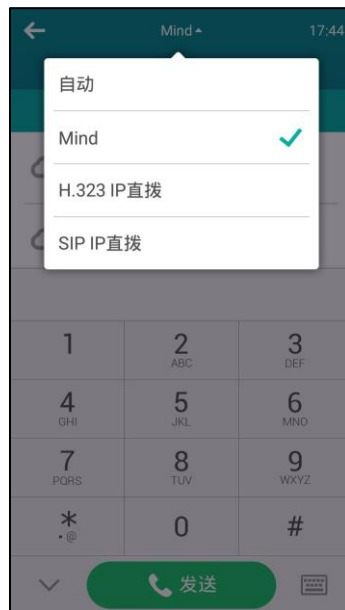 Mind
17:44
自动
Mind
H.323 IP直拨
SIP IP直拨
1
2
3
ABC
DEF
4
5
6
GHI
JKL
MNO
7
8
9
PQRS
TUV
WXYZ
*
0
#
. @
发送